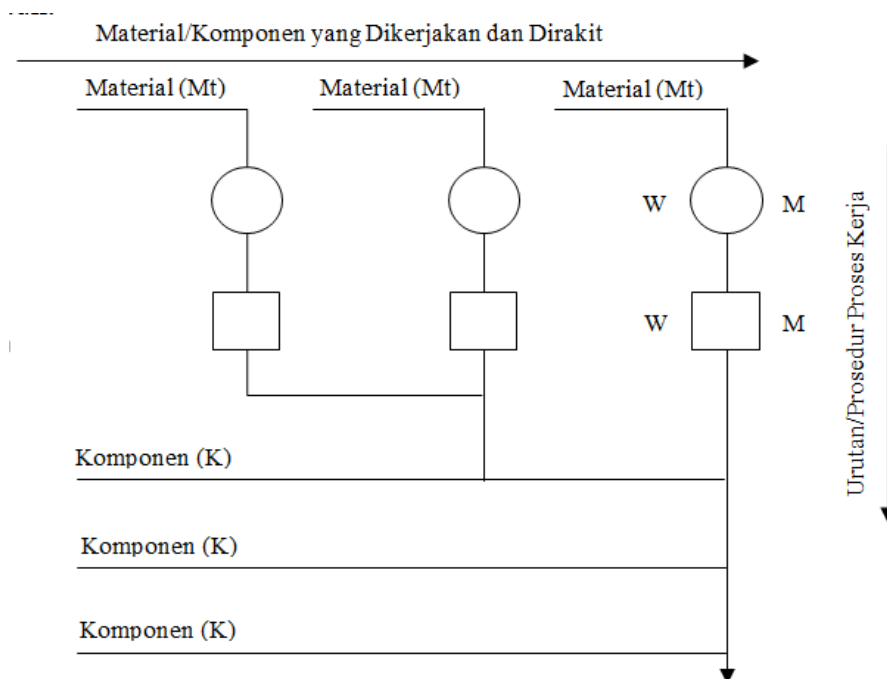 Material/Komponen yang Dikerjakan dan Dirakit
Material (Mt)
Material (Mt)
Material (Mt)
W
M
W
M
Urutan/Prosedur Proses Kerja
Komponen (K)
Komponen (K)
Komponen (K)